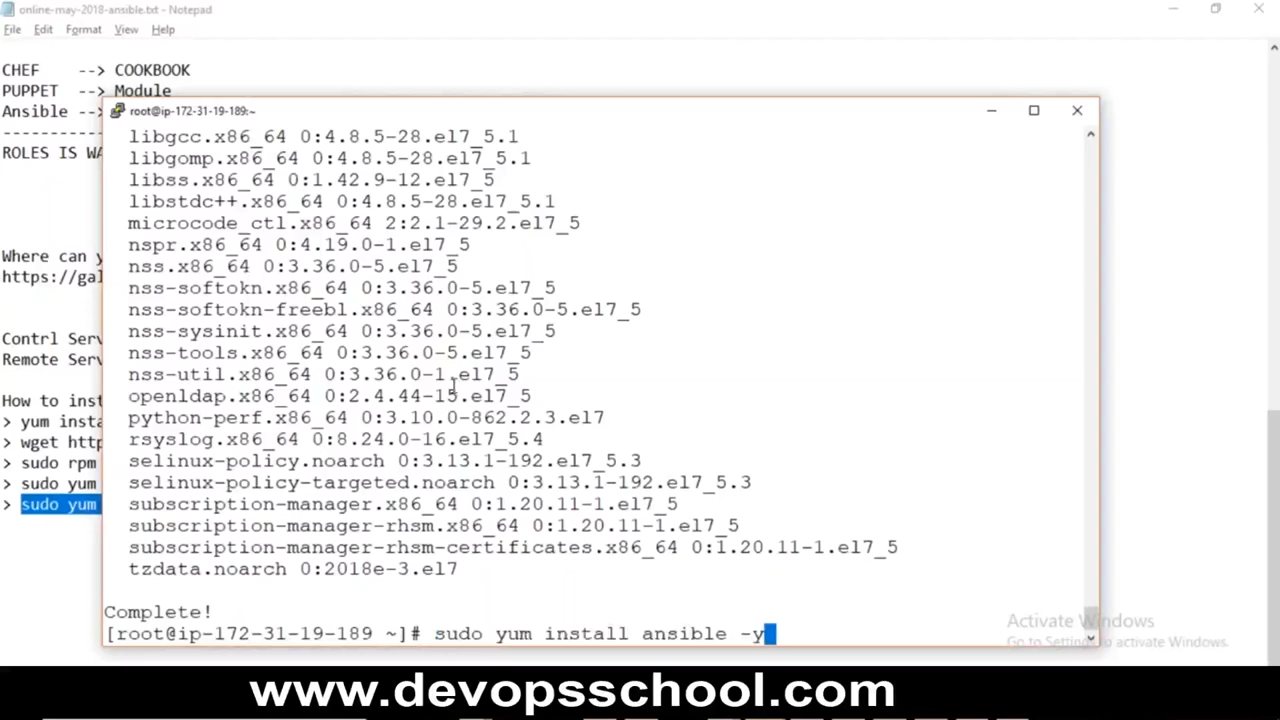 online-may-2018-ansible.txt - Notepad
File Edit Format View Help
CHEF --> COOKBOOK
PUPPET --> Module
Ansible -->
------------
ROLES IS WA
Where can y
https://gal
Contrl Serv
Remote Serv
How to inst
> yum insta
> wget http
> sudo rpm
> sudo yum
> sudo yum
root@ip-172-31-19-189:~
libgcc.x86_64 0:4.8.5-28.el7_5.1
libgomp.x86_64 0:4.8.5-28.el7_5.1
libss.x86_64 0:1.42.9-12.el7_5
libstdc++.x86_64 0:4.8.5-28.el7_5.1
microcode_ctl.x86_64 2:2.1-29.2.el7_5
nspr.x86_64 0:4.19.0-1.el7_5
nss.x86_64 0:3.36.0-5.el7_5
nss-softokn.x86_64 0:3.36.0-5.el7_5
nss-softokn-freebl.x86_64 0:3.36.0-5.el7_5
nss-sysinit.x86_64 0:3.36.0-5.el7_5
nss-tools.x86_64 0:3.36.0-5.el7_5
nss-util.x86_64 0:3.36.0-1.el7_5
openldap.x86_64 0:2.4.44-15.el7_5
python-perf.x86_64 0:3.10.0-862.2.3.el7
rsyslog.x86_64 0:8.24.0-16.el7_5.4
selinux-policy.noarch 0:3.13.1-192.el7_5.3
selinux-policy-targeted.noarch 0:3.13.1-192.el7_5.3
subscription-manager.x86_64 0:1.20.11-1.el7_5
subscription-manager-rhsm.x86_64 0:1.20.11-1.el7_5
subscription-manager-rhsm-certificates.x86_64 0:1.20.11-1.el7_5
tzdata.noarch 0:2018e-3.el7
Complete!
[root@ip-172-31-19-189 ~]# sudo yum install ansible -y
Activate Windows
Go to Settings to activate Windows.
www.devopsschool.com